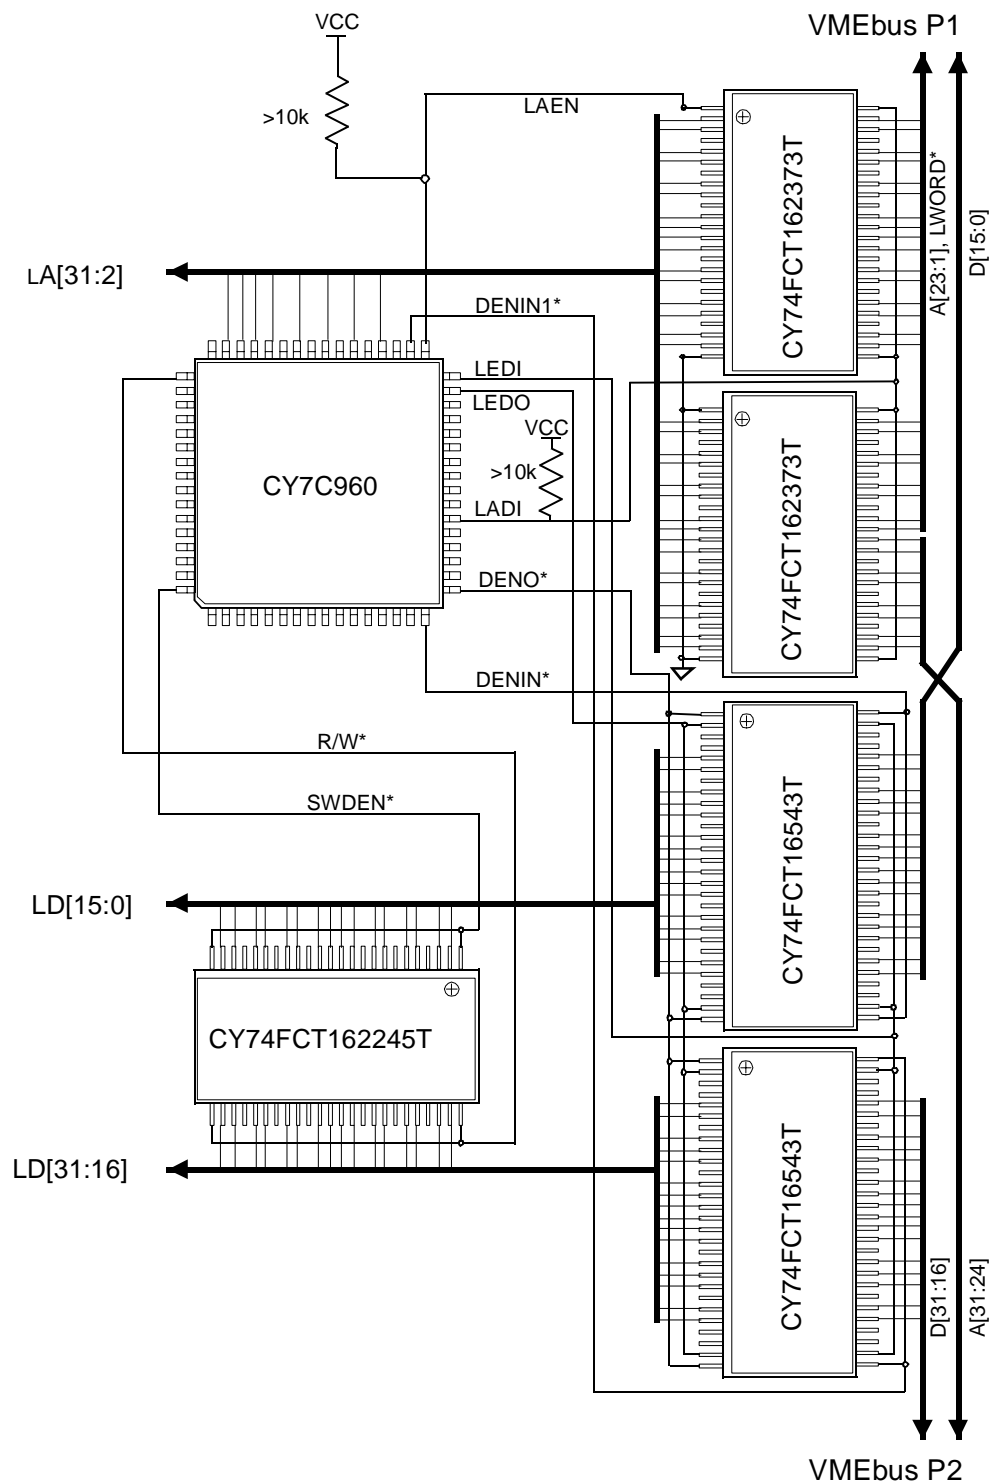 VCC
VMEbus P1
>10k
LAEN
CY74FCT162373T
A[23:1], LWORD*
D[15:0]
LA[31:2]
DENIN1*
LEDI
LEDO
VCC
>10k
CY7C960
LADI
CY74FCT162373T
DENO*
DENIN*
R/W*
SWDEN*
CY74FCT16543T
LD[15:0]
CY74FCT162245T
LD[31:16]
CY74FCT16543T
D[31:16]
A[31:24]
VMEbus P2